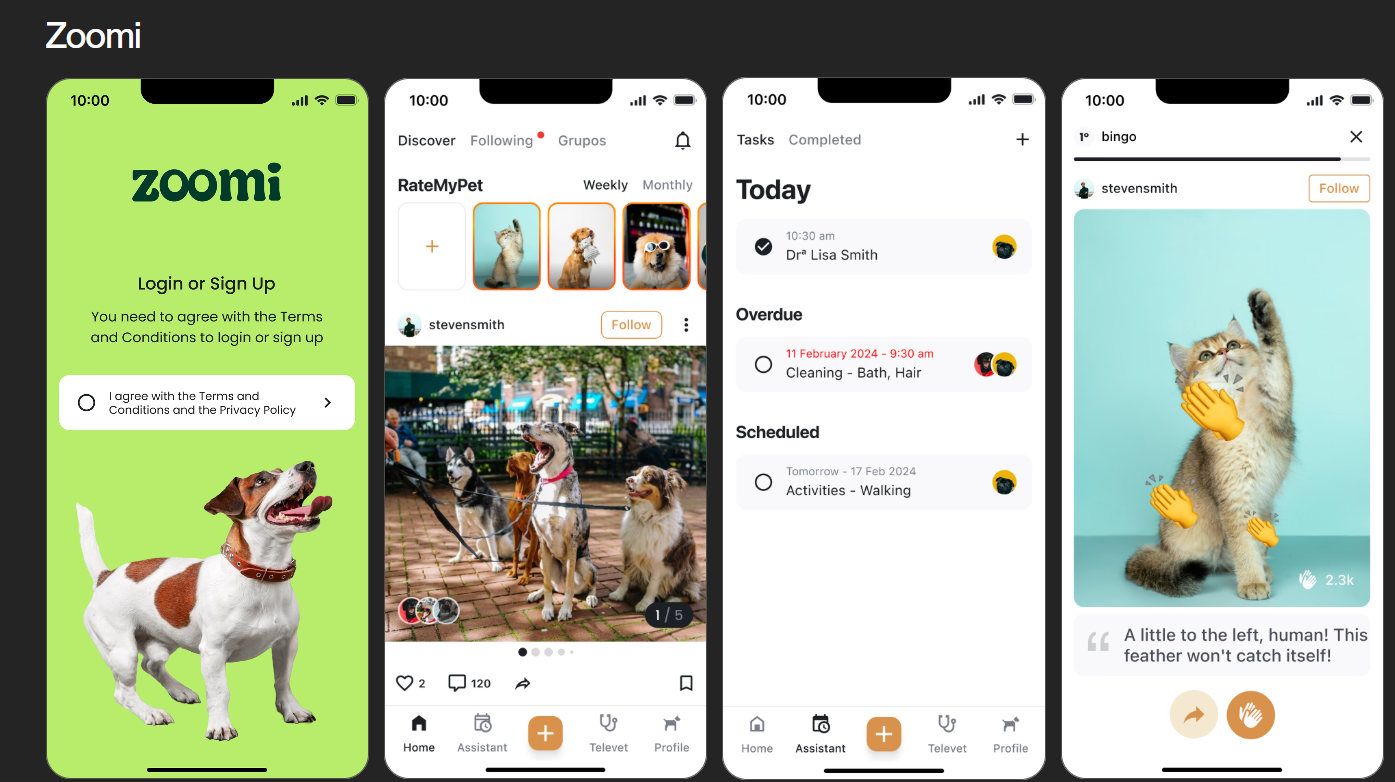 Zoomi
10:00
zoomi
Login or Sign Up
You need to agree with the Terms
and Conditions to login or sign up
I agree with the Terms and
Conditions and the Privacy Policy
10:00
Discover Following Grupos
RateMyPet Weekly Monthly
stevensmith Follow
1 / 5
2 120
Home Assistant Televet Profile
10:00
Tasks Completed
Today
10:30 am
Drª Lisa Smith
Overdue
11 February 2024 - 9:30 am
Cleaning - Bath, Hair
Scheduled
Tomorrow - 17 Feb 2024
Activities - Walking
Home Assistant Televet Profile
10:00
1º bingo
stevensmith Follow
2.3k
A little to the left, human! This
feather won't catch itself!